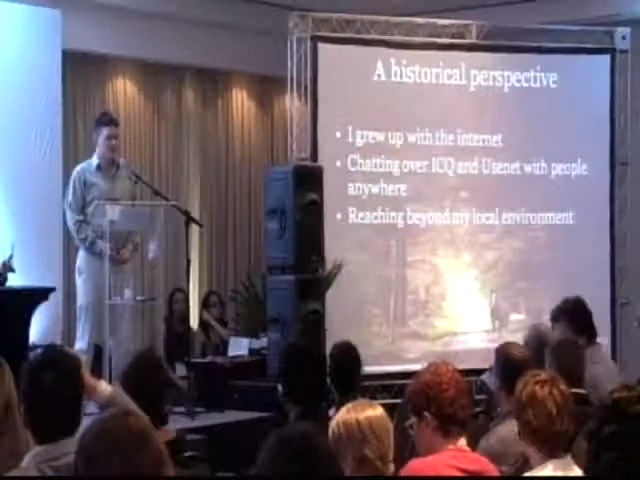 A historical perspective
• I grew up with the internet
• Chatting over ICQ and Usenet with people
anywhere
• Reaching beyond my local environment